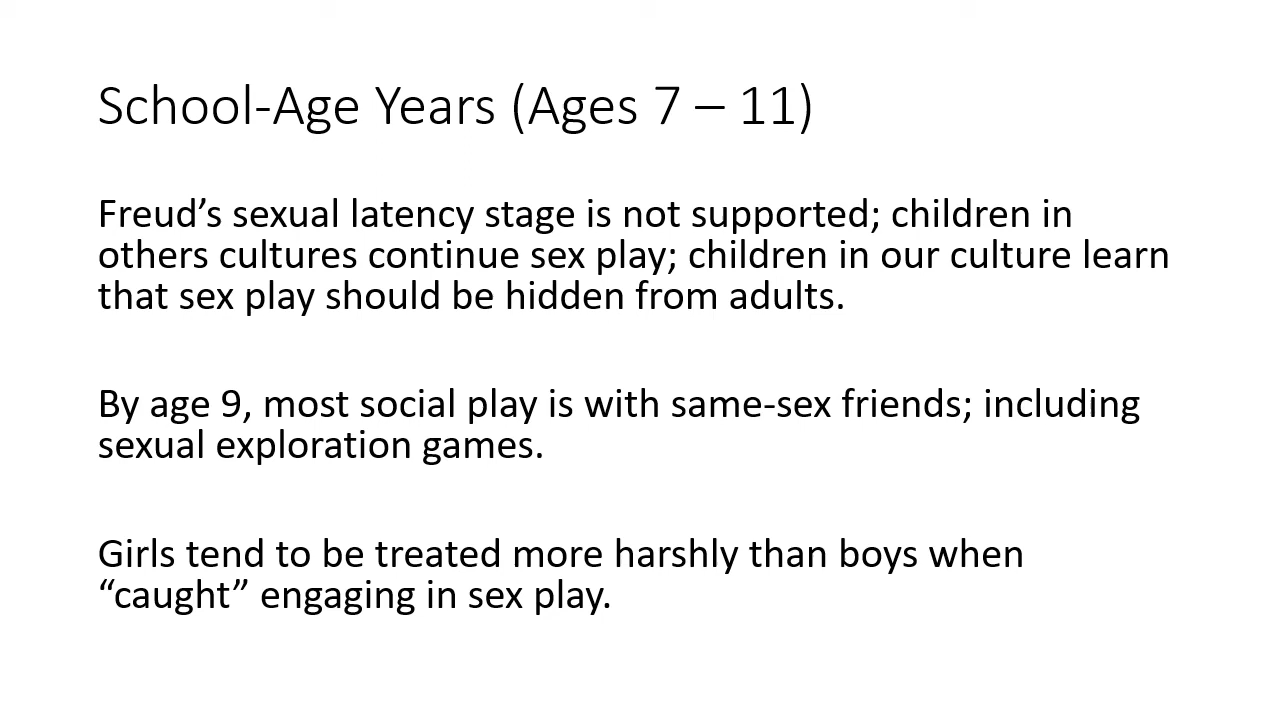 School-Age Years (Ages 7 – 11)
Freud’s sexual latency stage is not supported; children in
others cultures continue sex play; children in our culture learn
that sex play should be hidden from adults.
By age 9, most social play is with same-sex friends; including
sexual exploration games.
Girls tend to be treated more harshly than boys when
“caught” engaging in sex play.